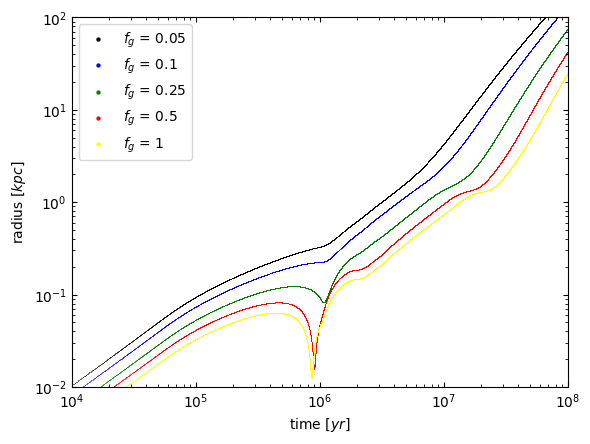 f_g = 0.05
f_g = 0.1
f_g = 0.25
f_g = 0.5
f_g = 1
radius [kpc]
10^2
10^1
10^0
10^−1
10^−2
10^4 10^5 10^6 10^7 10^8
time [yr]